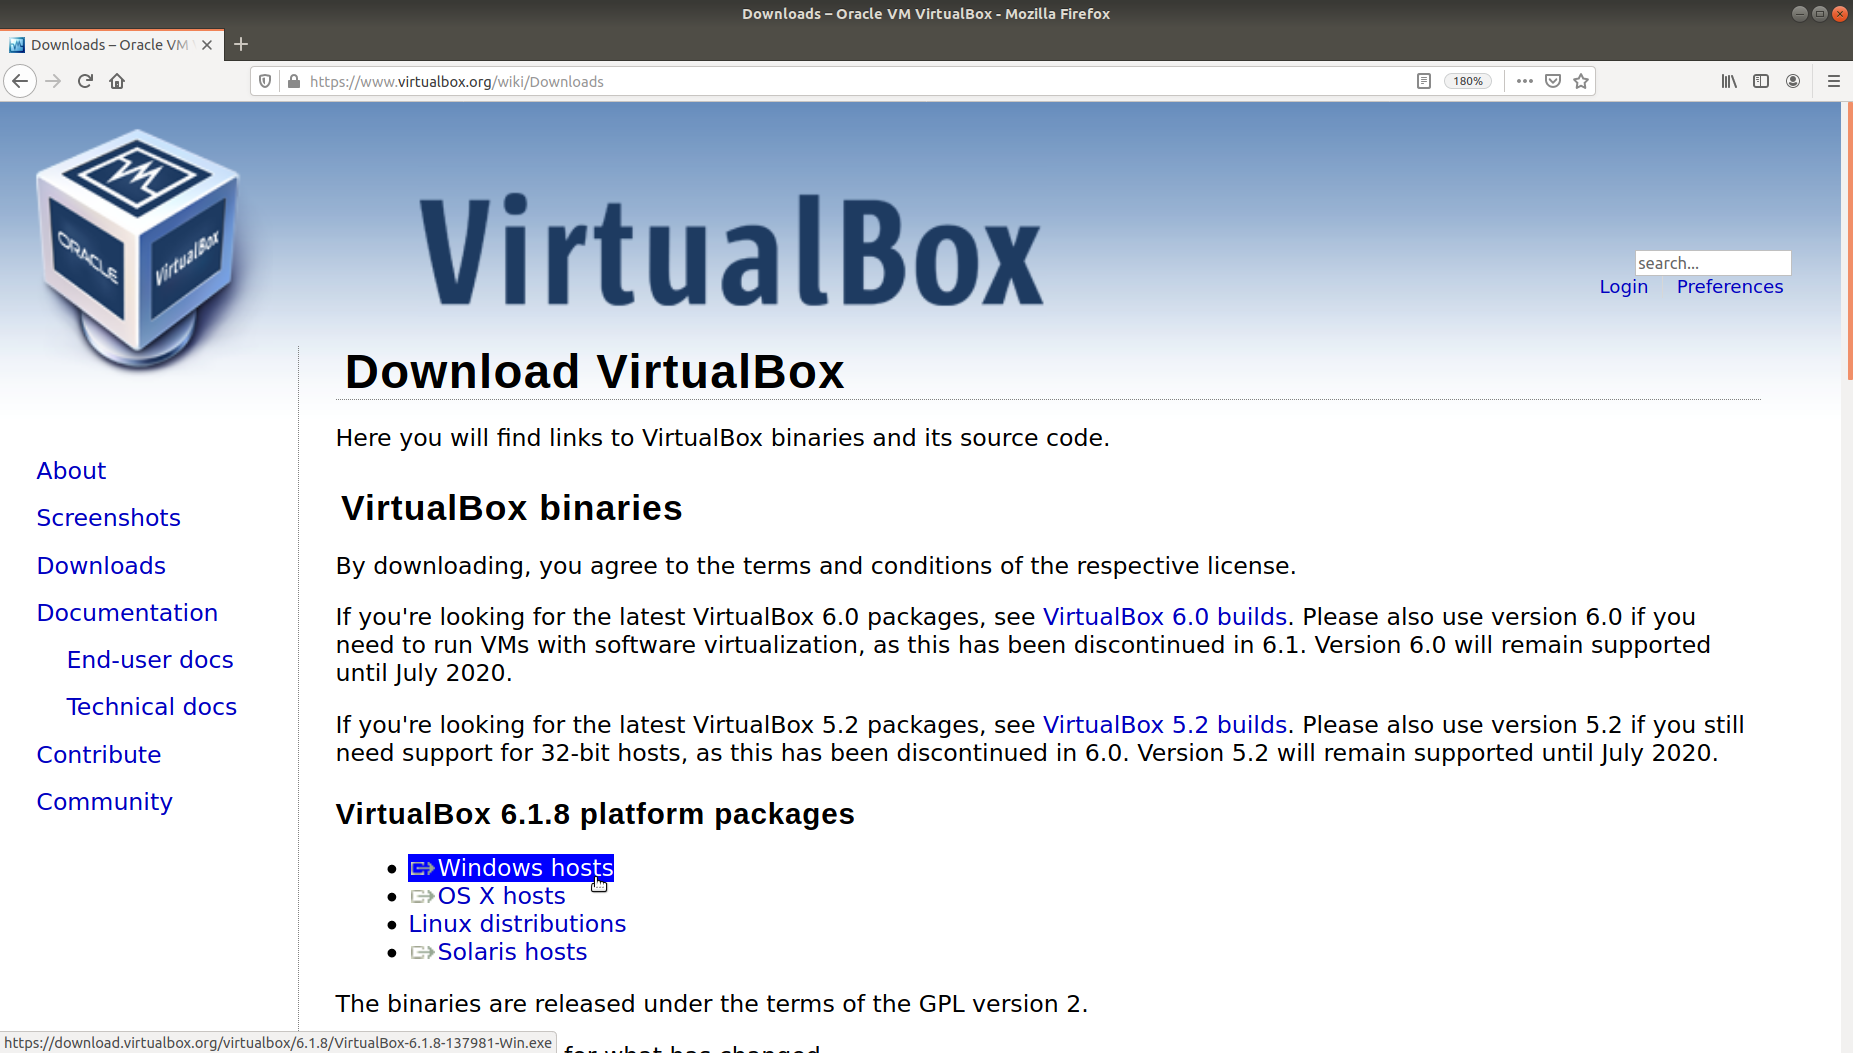 Downloads – Oracle VM VirtualBox - Mozilla Firefox
Downloads – Oracle VM
https://www.virtualbox.org/wiki/Downloads
180%
ORACLE
VirtualBox
VirtualBox
search...
Login
Preferences
Download VirtualBox
Here you will find links to VirtualBox binaries and its source code.
About
Screenshots
Downloads
Documentation
End-user docs
Technical docs
Contribute
Community
VirtualBox binaries
By downloading, you agree to the terms and conditions of the respective license.
If you're looking for the latest VirtualBox 6.0 packages, see VirtualBox 6.0 builds. Please also use version 6.0 if you
need to run VMs with software virtualization, as this has been discontinued in 6.1. Version 6.0 will remain supported
until July 2020.
If you're looking for the latest VirtualBox 5.2 packages, see VirtualBox 5.2 builds. Please also use version 5.2 if you still
need support for 32-bit hosts, as this has been discontinued in 6.0. Version 5.2 will remain supported until July 2020.
VirtualBox 6.1.8 platform packages
Windows hosts
OS X hosts
Linux distributions
Solaris hosts
The binaries are released under the terms of the GPL version 2.
for what has changed.
https://download.virtualbox.org/virtualbox/6.1.8/VirtualBox-6.1.8-137981-Win.exe